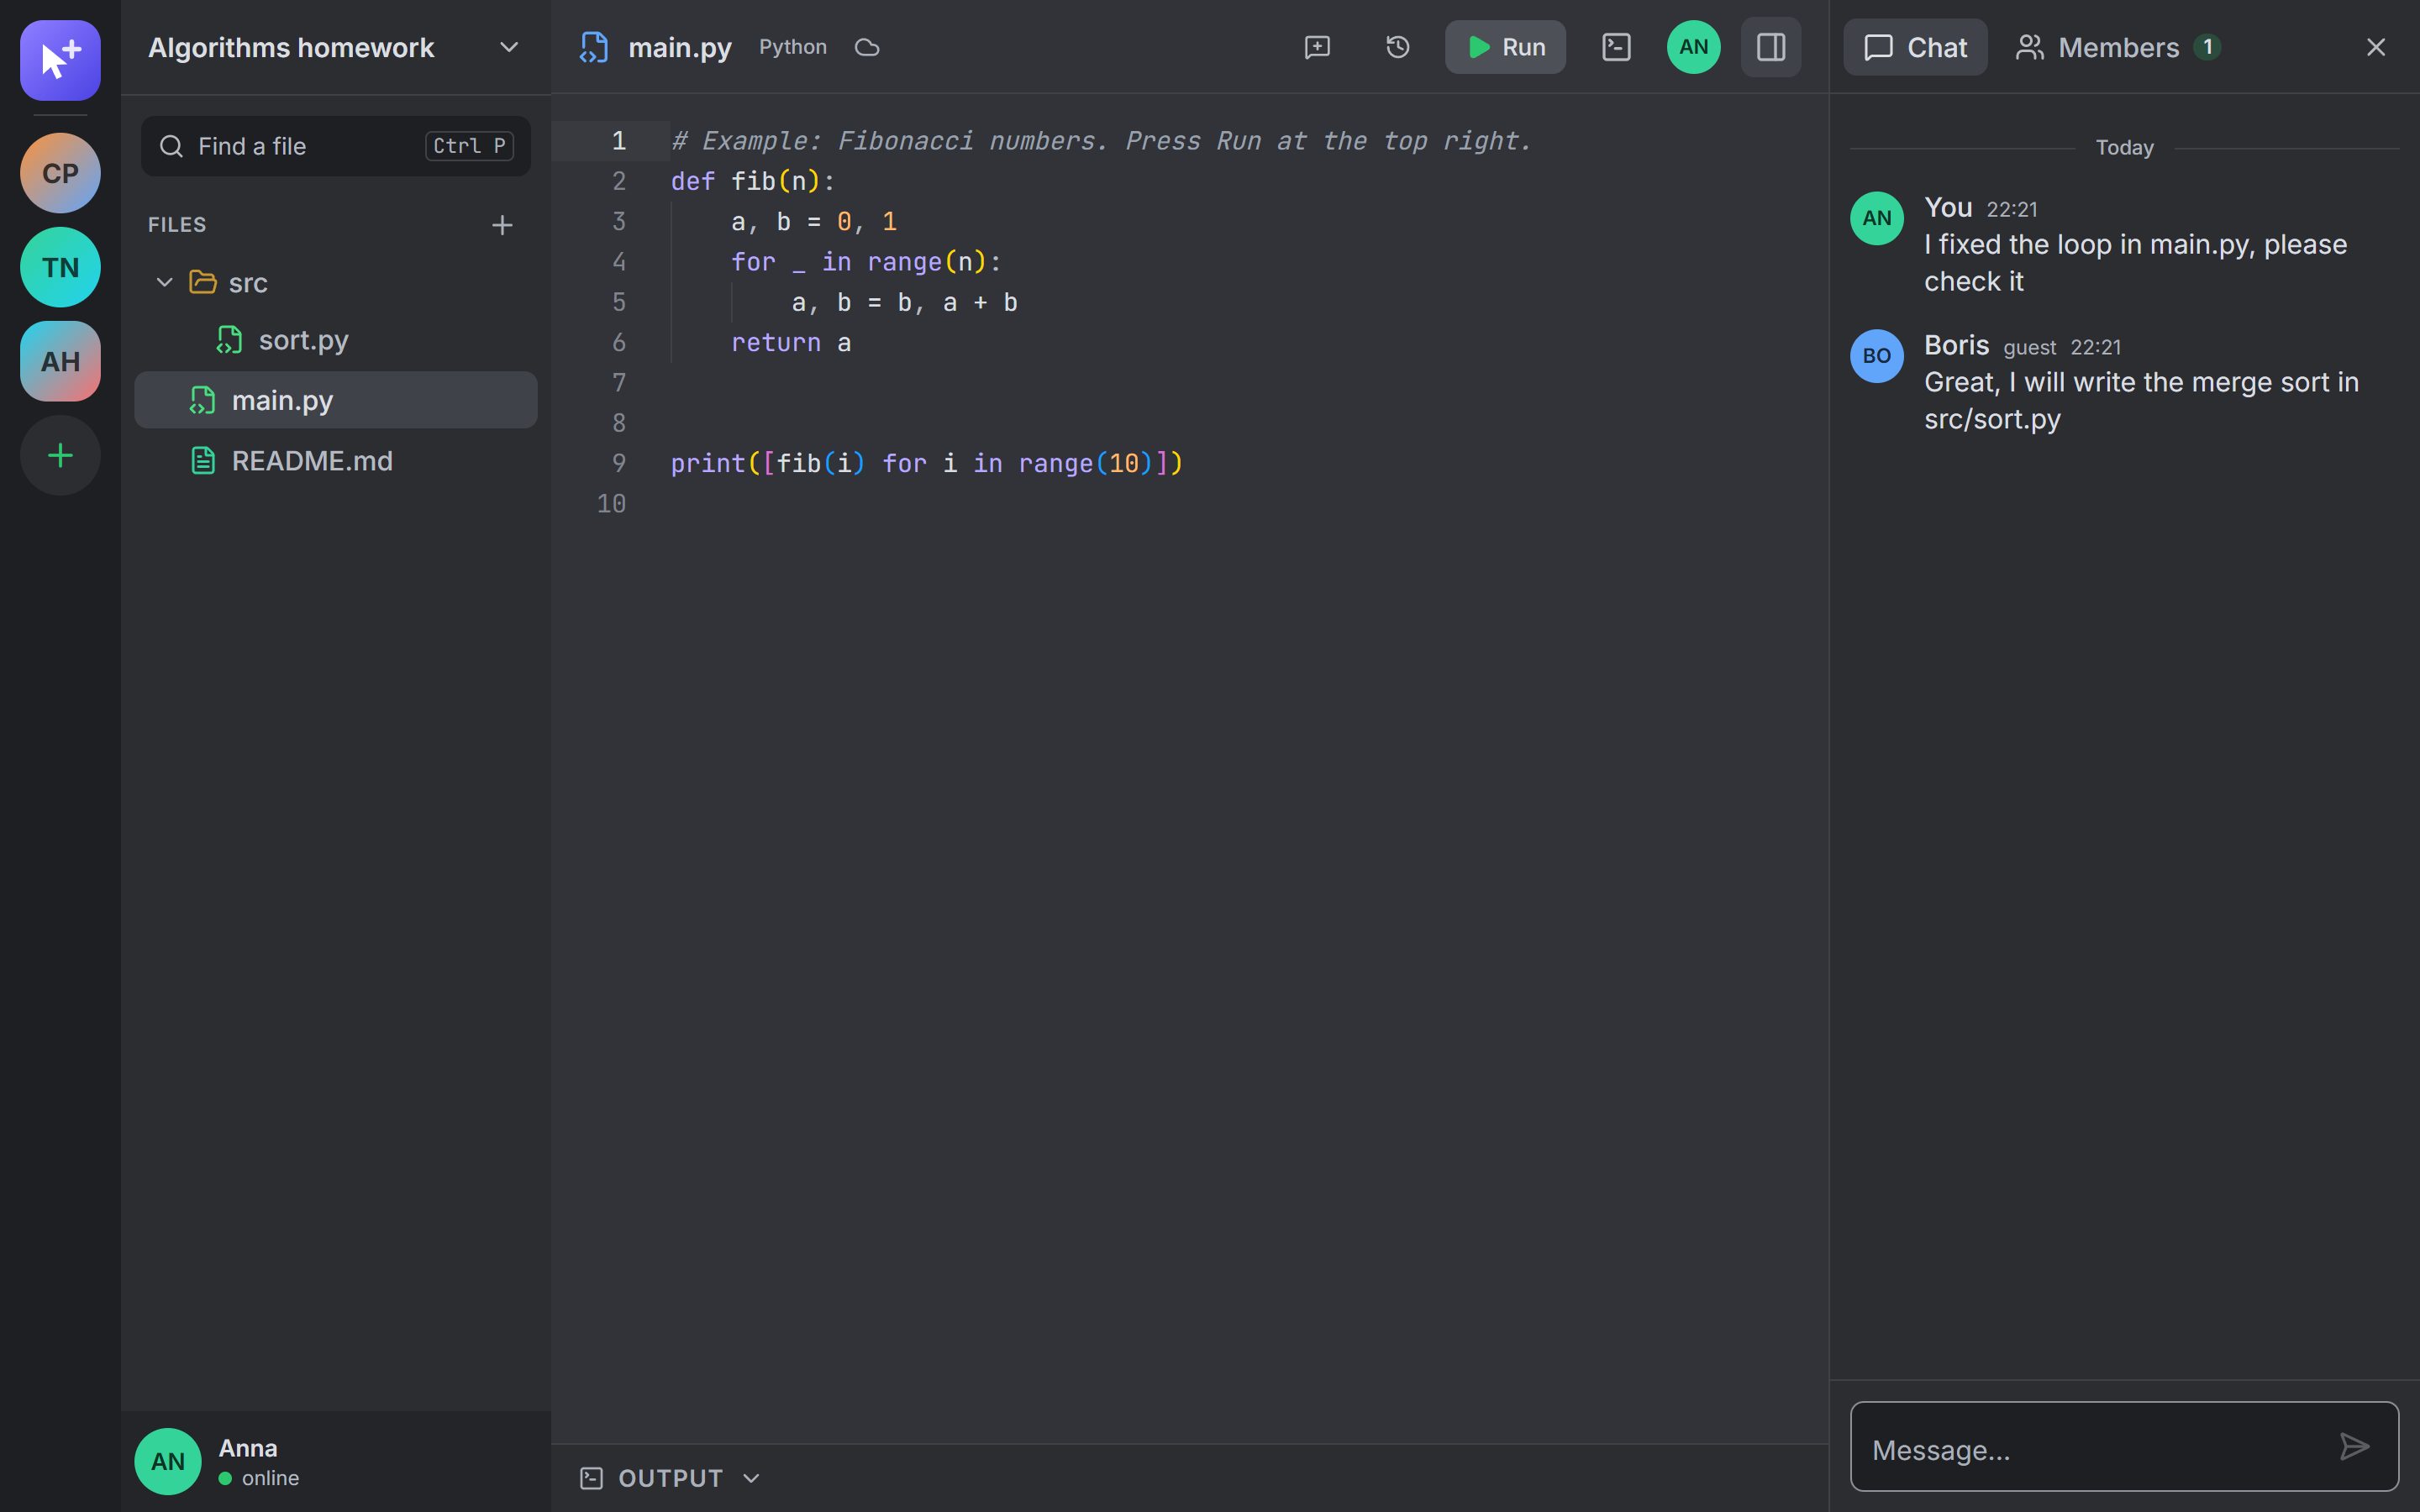 CP
TN
AH
Algorithms homework
Find a file
Ctrl P
FILES
src
sort.py
main.py
README.md
AN
Anna
online
main.py Python
Run
AN
1 # Example: Fibonacci numbers. Press Run at the top right.
2 def fib(n):
3     a, b = 0, 1
4     for _ in range(n):
5         a, b = b, a + b
6     return a
7
8
9 print([fib(i) for i in range(10)])
10
OUTPUT
Chat
Members 1
Today
AN
You 22:21
I fixed the loop in main.py, please
check it
BO
Boris guest 22:21
Great, I will write the merge sort in
src/sort.py
Message...